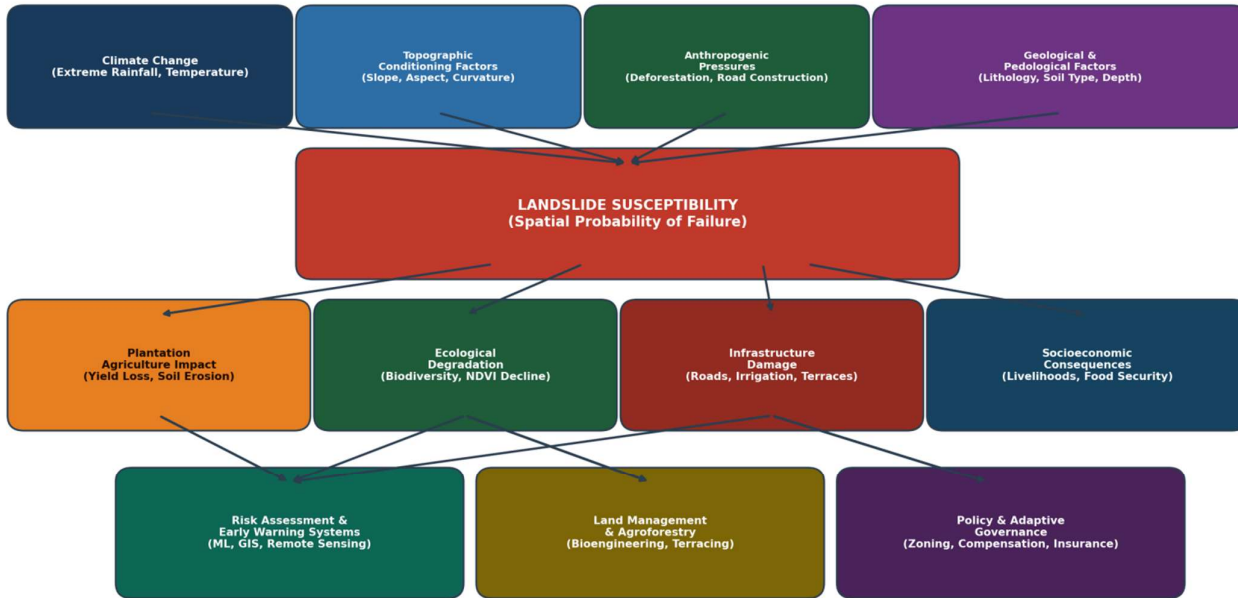 Climate Change
(Extreme Rainfall, Temperature)
Topographic
Conditioning Factors
(Slope, Aspect, Curvature)
Anthropogenic
Pressures
(Deforestation, Road Construction)
Geological &
Pedological Factors
(Lithology, Soil Type, Depth)
LANDSLIDE SUSCEPTIBILITY
(Spatial Probability of Failure)
Plantation
Agriculture Impact
(Yield Loss, Soil Erosion)
Ecological
Degradation
(Biodiversity, NDVI Decline)
Infrastructure
Damage
(Roads, Irrigation, Terraces)
Socioeconomic
Consequences
(Livelihoods, Food Security)
Risk Assessment &
Early Warning Systems
(ML, GIS, Remote Sensing)
Land Management
& Agroforestry
(Bioengineering, Terracing)
Policy & Adaptive
Governance
(Zoning, Compensation, Insurance)